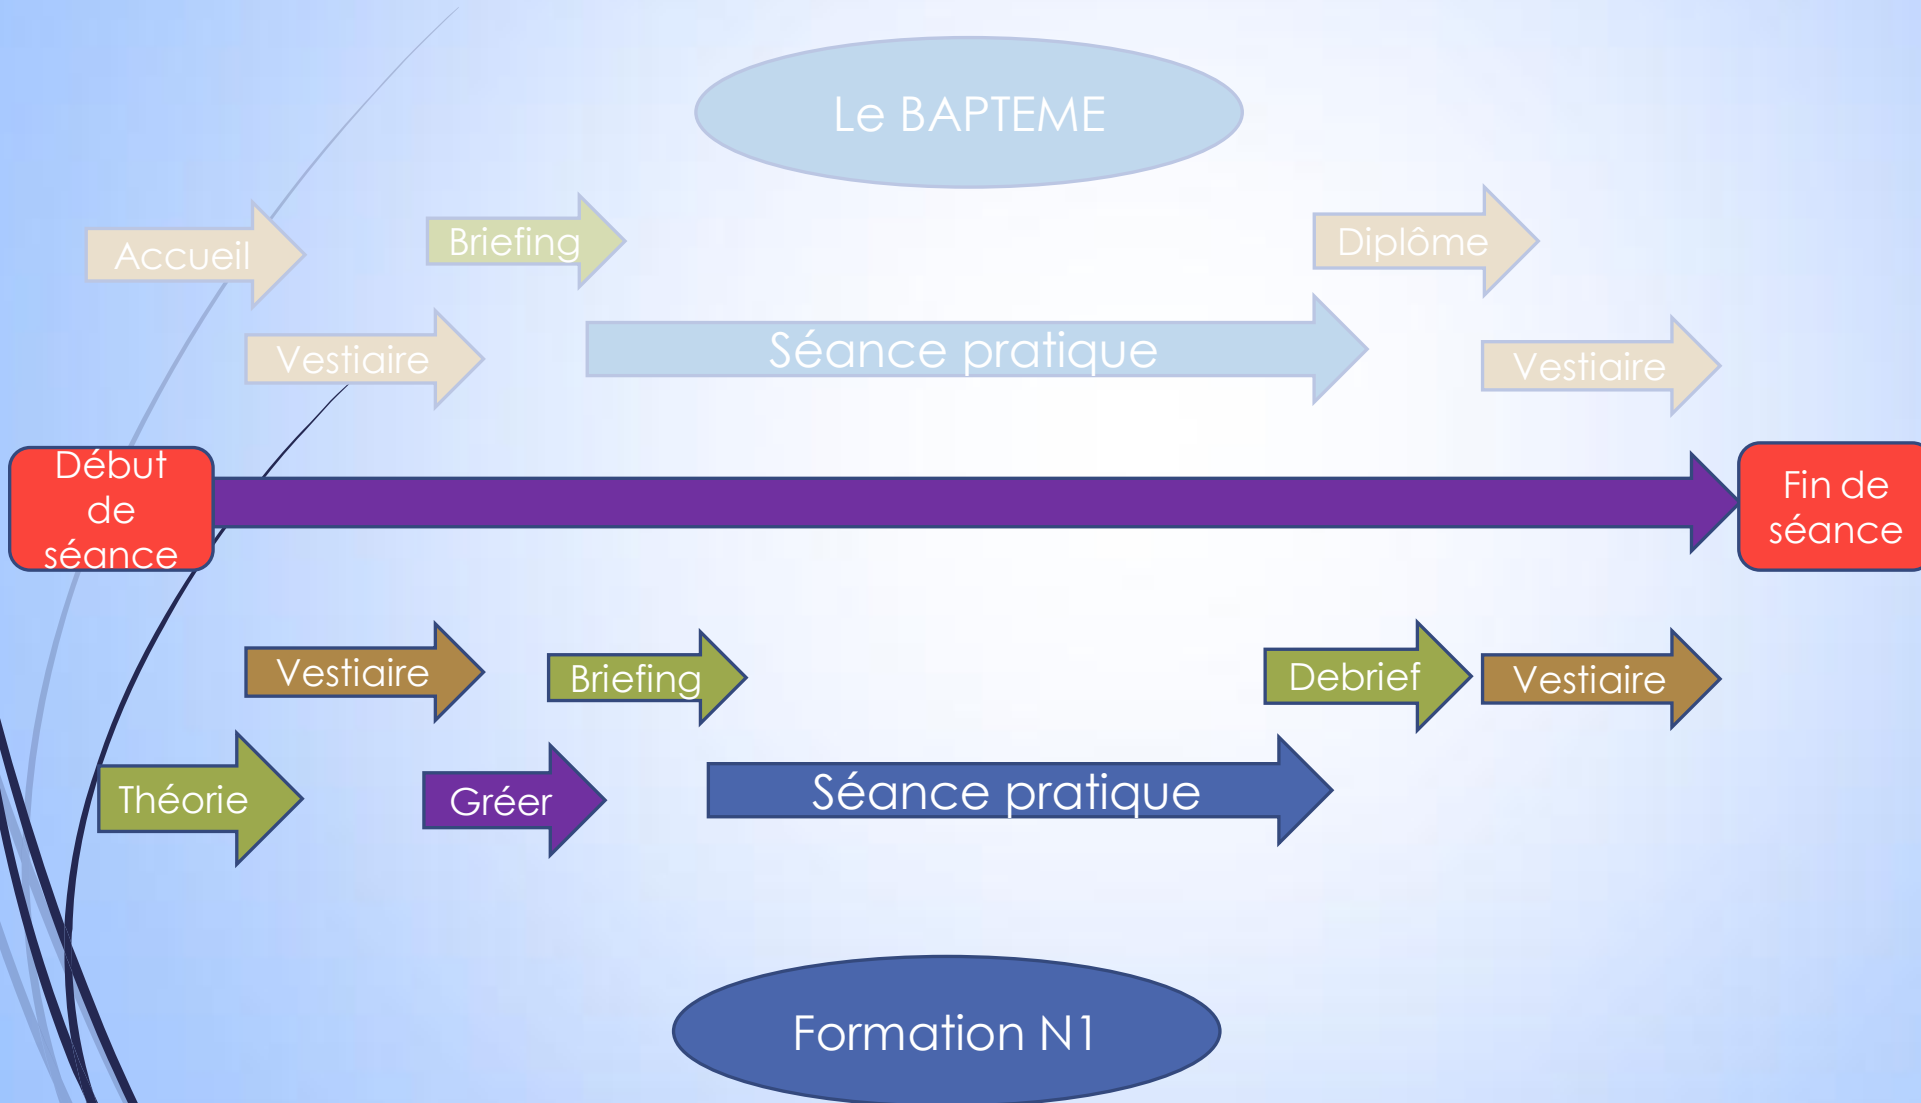 Le BAPTEME
Accueil
Briefing
Diplôme
Vestiaire
Séance pratique
Vestiaire
Début
de
séance
Fin de
séance
Vestiaire
Briefing
Debrief
Vestiaire
Théorie
Gréer
Séance pratique
Formation N1